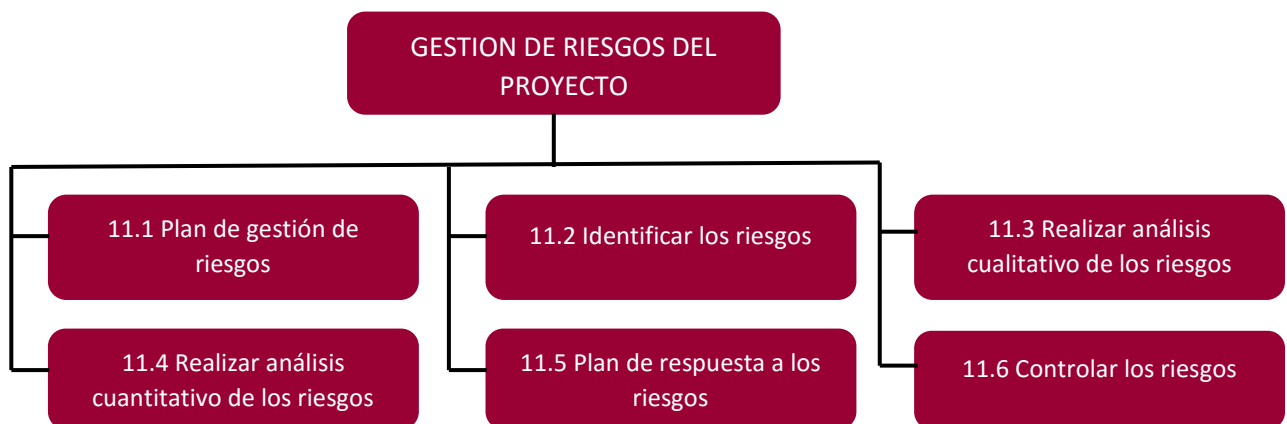 GESTION DE RIESGOS DEL
PROYECTO
11.1 Plan de gestión de
riesgos
11.2 Identificar los riesgos
11.3 Realizar análisis
cualitativo de los riesgos
11.4 Realizar análisis
cuantitativo de los riesgos
11.5 Plan de respuesta a los
riesgos
11.6 Controlar los riesgos